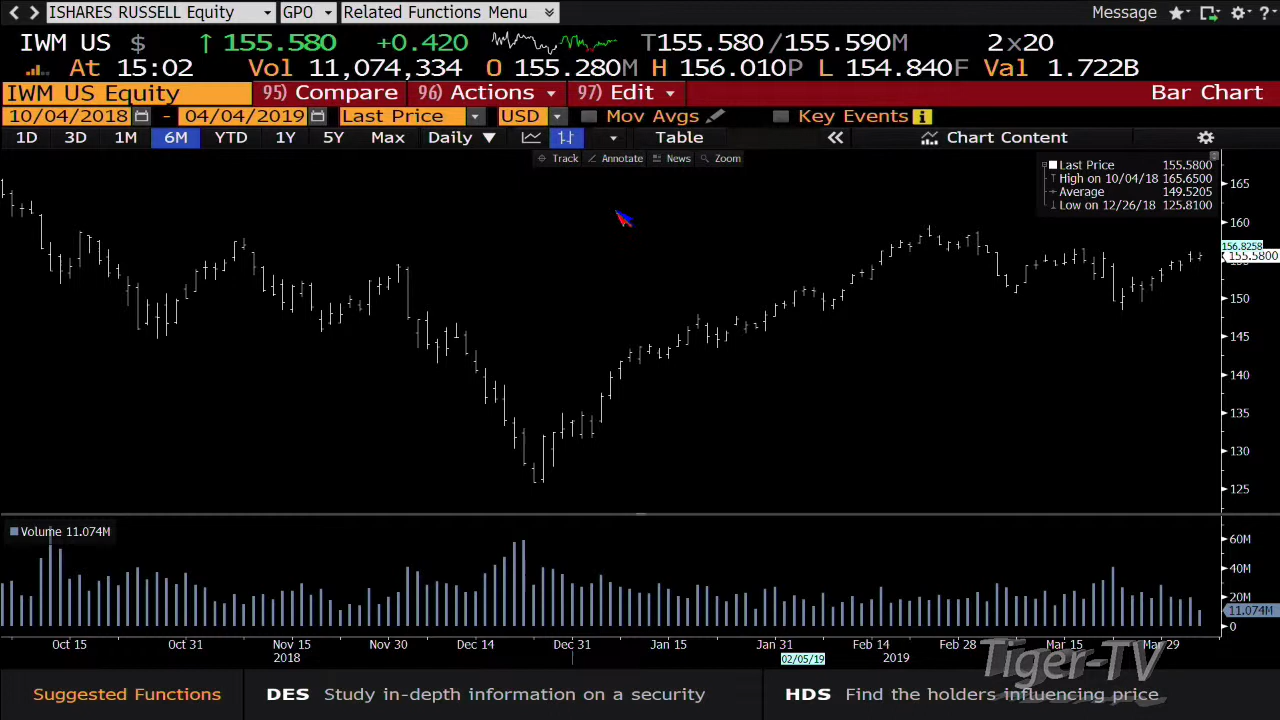 ISHARES RUSSELL Equity GPO Related Functions Menu Message ?
IWM US $ ↑ 155.580 +0.420 T155.580 /155.590M 2x20
At 15:02 Vol 11,074,334 O 155.280M H 156.010P L 154.840F Val 1.722B
IWM US Equity 95) Compare 96) Actions 97) Edit Bar Chart
10/04/2018 - 04/04/2019 Last Price USD Mov Avgs Key Events i
1D 3D 1M 6M YTD 1Y 5Y Max Daily ▼ Table « Chart Content
Track Annotate News Zoom
Last Price 155.5800
High on 10/04/18 165.6500
Average 149.5205
Low on 12/26/18 125.8100
165
160
156.8258
155.5800
150
145
140
135
130
125
Volume 11.074M
60M
40M
20M
11.074M
0
Oct 15 Oct 31 Nov 15 Nov 30 Dec 14 Dec 31 Jan 15 Jan 31 Feb 14 Feb 28 Mar 15 Mar 29
2018 02/05/19 2019
Tiger-TV
Suggested Functions DES Study in-depth information on a security HDS Find the holders influencing price